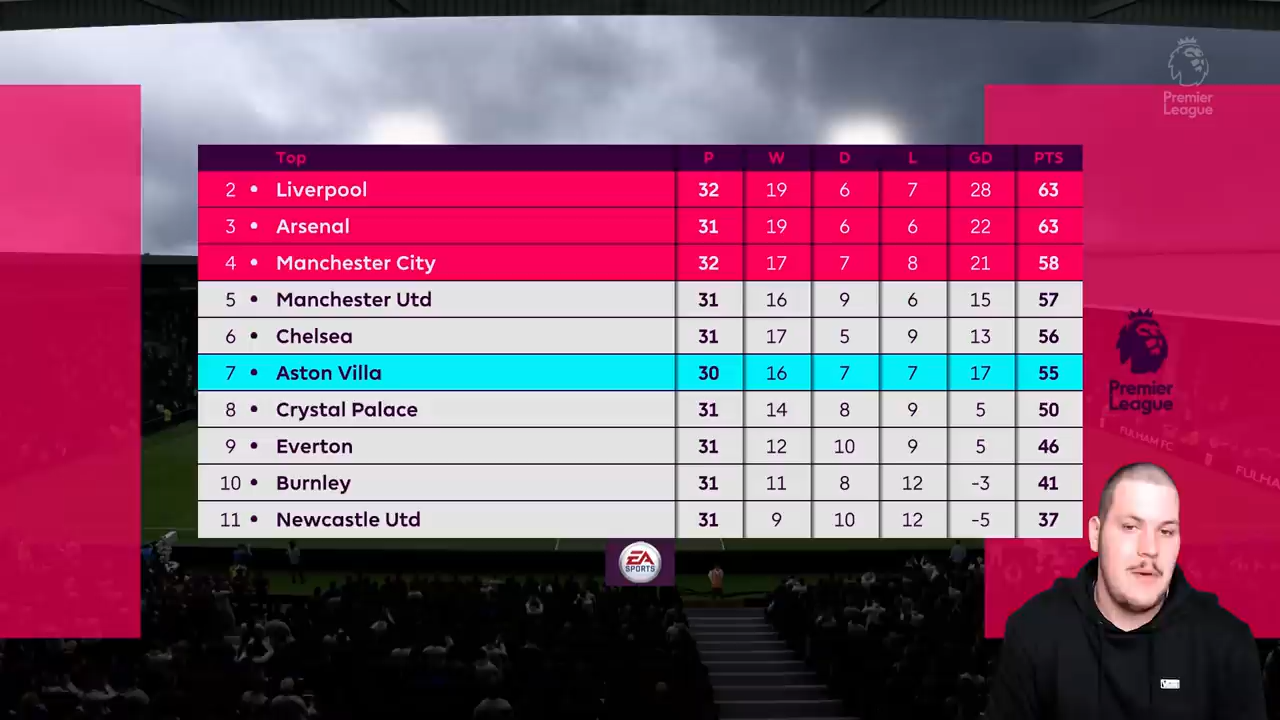 Premier
League
Top P W D L GD PTS
2 • Liverpool 32 19 6 7 28 63
3 • Arsenal 31 19 6 6 22 63
4 • Manchester City 32 17 7 8 21 58
5 • Manchester Utd 31 16 9 6 15 57
6 • Chelsea 31 17 5 9 13 56
7 • Aston Villa 30 16 7 7 17 55
8 • Crystal Palace 31 14 8 9 5 50
9 • Everton 31 12 10 9 5 46
10 • Burnley 31 11 8 12 -3 41
11 • Newcastle Utd 31 9 10 12 -5 37
Premier
League
FULHAM FC
FULHA
EA
SPORTS